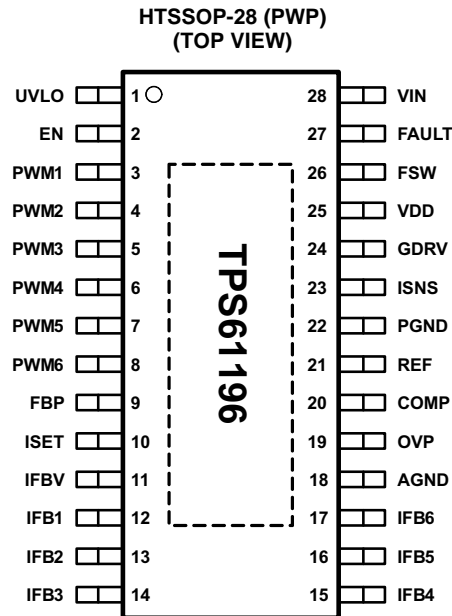 HTSSOP-28 (PWP)
(TOP VIEW)
UVLO 1 28 VIN
EN 2 27 FAULT
PWM1 3 26 FSW
PWM2 4 25 VDD
PWM3 5 24 GDRV
PWM4 6 23 ISNS
PWM5 7 22 PGND
PWM6 8 21 REF
FBP 9 20 COMP
ISET 10 19 OVP
IFBV 11 18 AGND
IFB1 12 17 IFB6
IFB2 13 16 IFB5
IFB3 14 15 IFB4
TPS61196